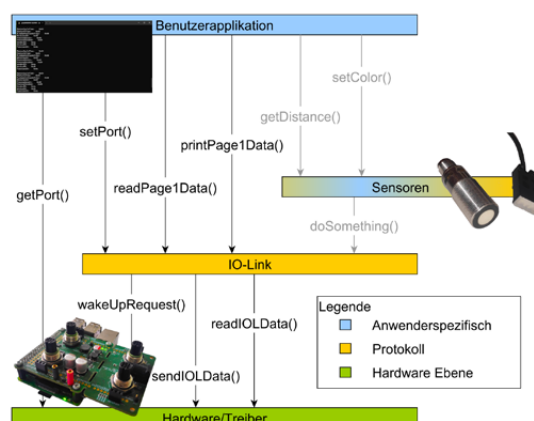 Benutzerapplikation
setColor()
getDistance()
setPort()
printPage1Data()
readPage1Data()
getPort()
Sensoren
doSomething()
IO-Link
wakeUpRequest()
readIOLData()
sendIOLData()
Legende
Anwenderspezifisch
Protokoll
Hardware Ebene
Hardware/Treiber